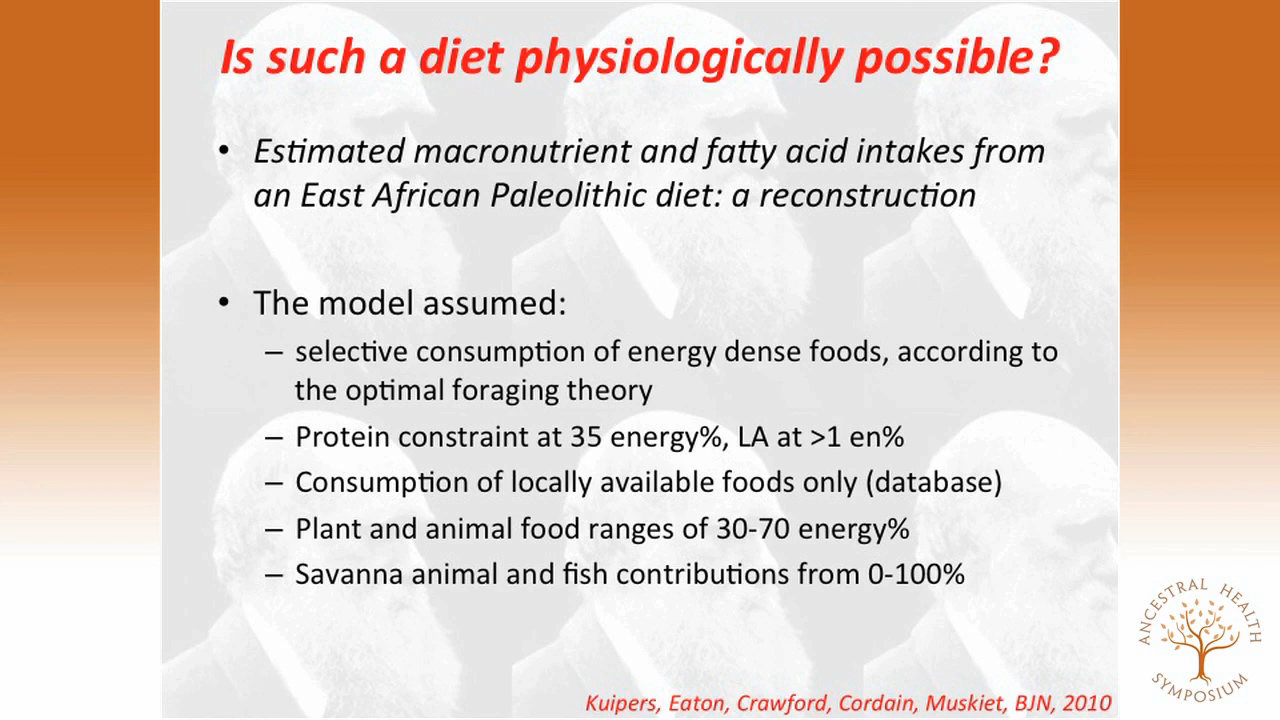 Is such a diet physiologically possible?
• Estimated macronutrient and fatty acid intakes from
an East African Paleolithic diet: a reconstruction
• The model assumed:
– selective consumption of energy dense foods, according to
the optimal foraging theory
– Protein constraint at 35 energy%, LA at >1 en%
– Consumption of locally available foods only (database)
– Plant and animal food ranges of 30-70 energy%
– Savanna animal and fish contributions from 0-100%
ANCESTRAL HEALTH
SYMPOSIUM
Kuipers, Eaton, Crawford, Cordain, Muskiet, BJN, 2010